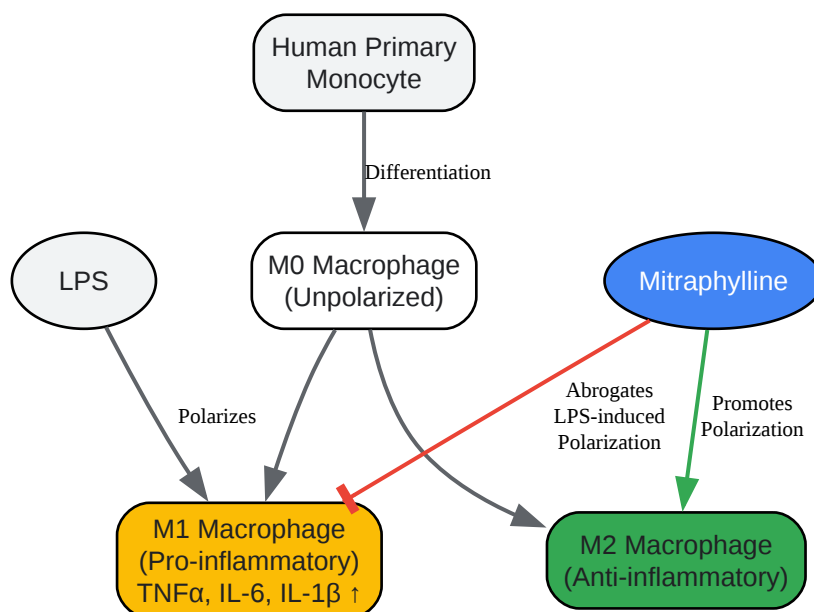 Human Primary
Monocyte
Differentiation
LPS
M0 Macrophage
(Unpolarized)
Mitraphylline
Polarizes
Abrogates
LPS-induced
Polarization
Promotes
Polarization
M1 Macrophage
(Pro-inflammatory)
TNFα, IL-6, IL-1β ↑
M2 Macrophage
(Anti-inflammatory)